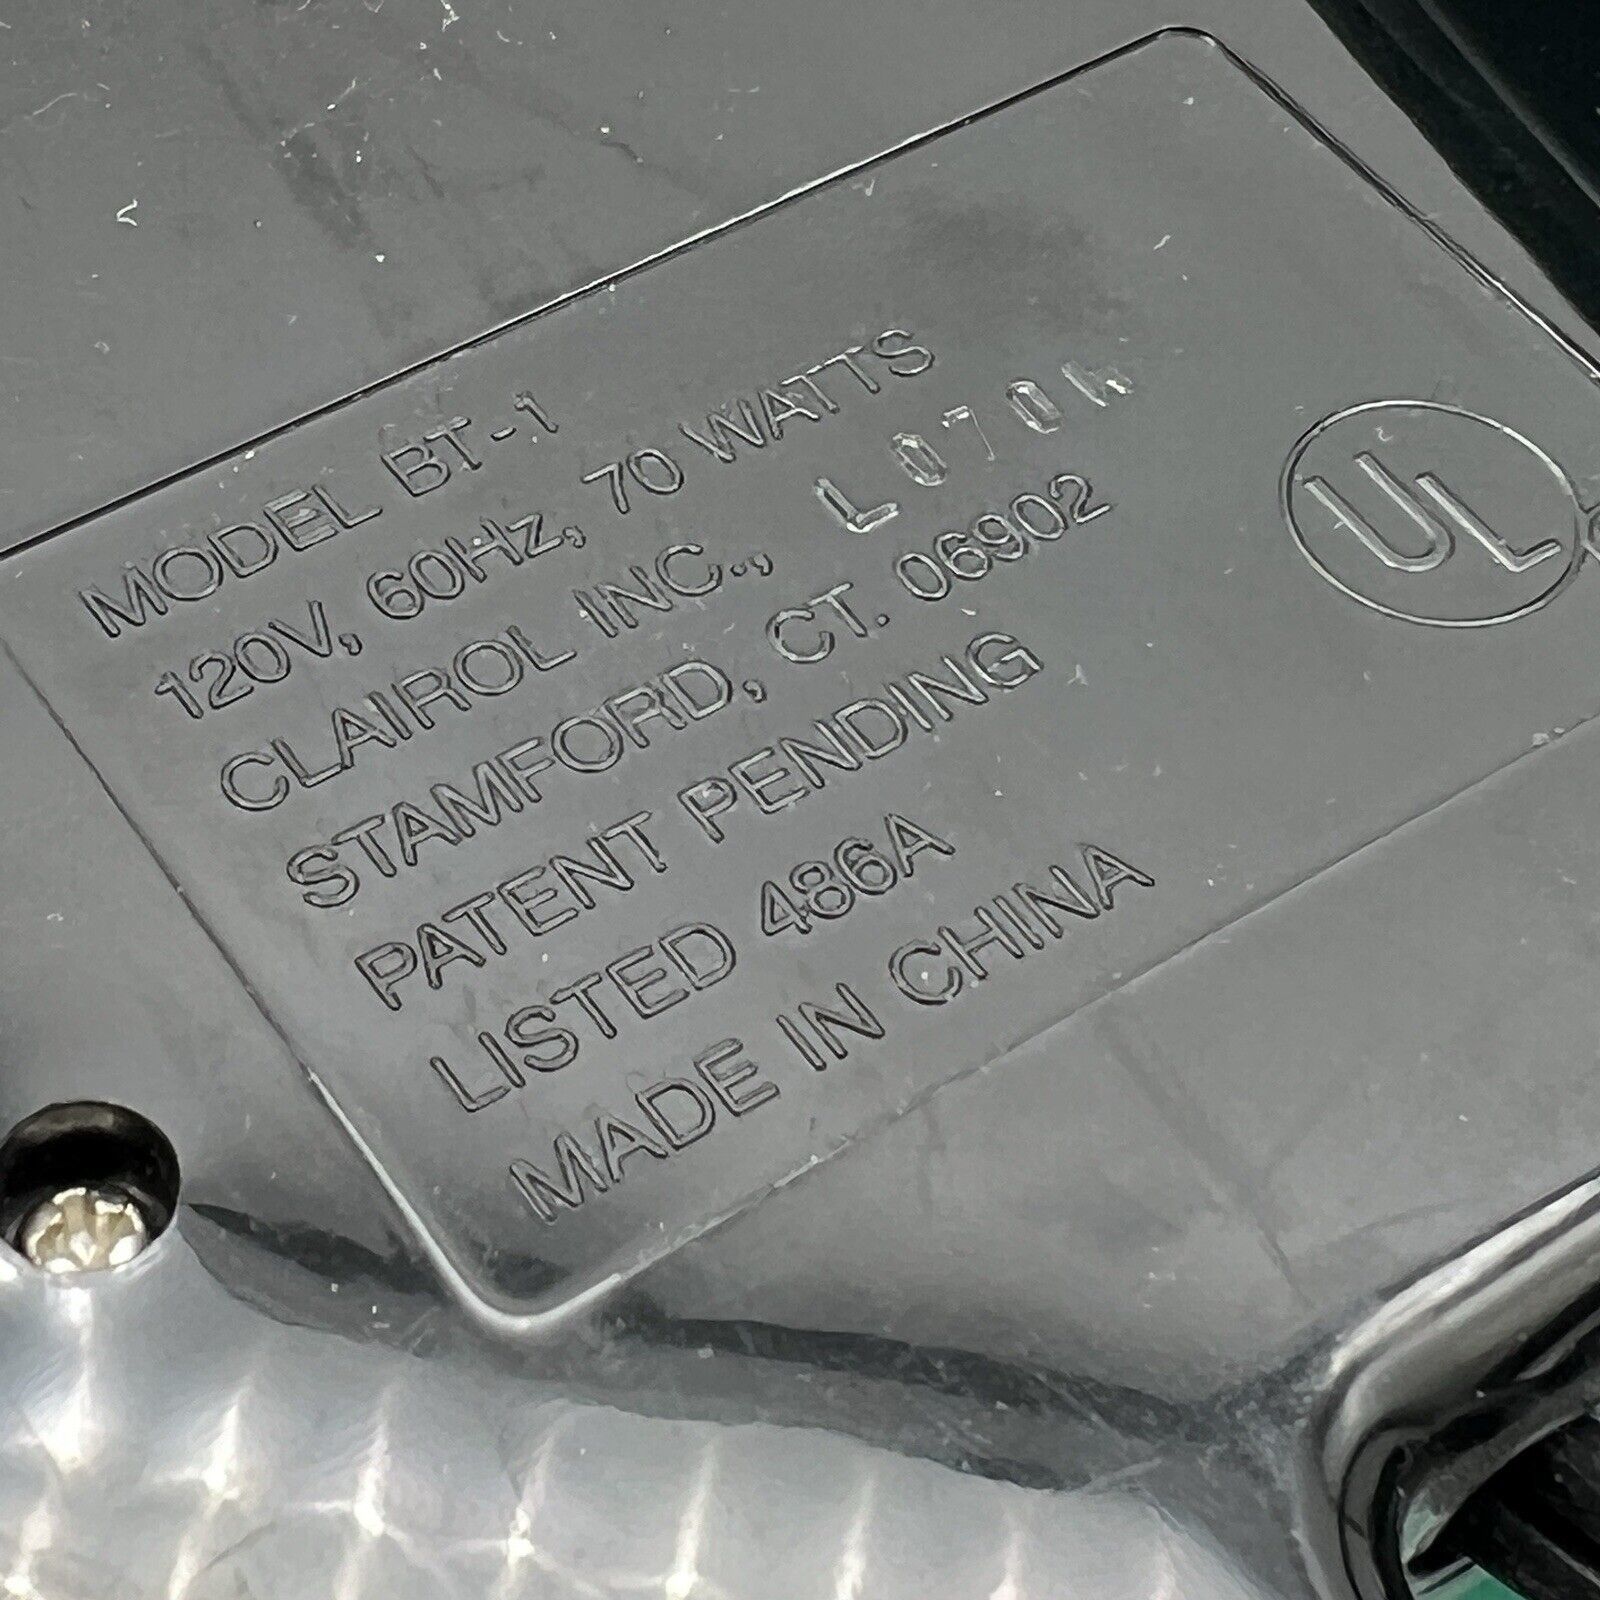 MODEL BT-1
120V, 60Hz, 70 WATTS
CLAIROL INC., L070
STAMFORD, CT. 06902
PATENT PENDING
LISTED 486A
MADE IN CHINA
UL